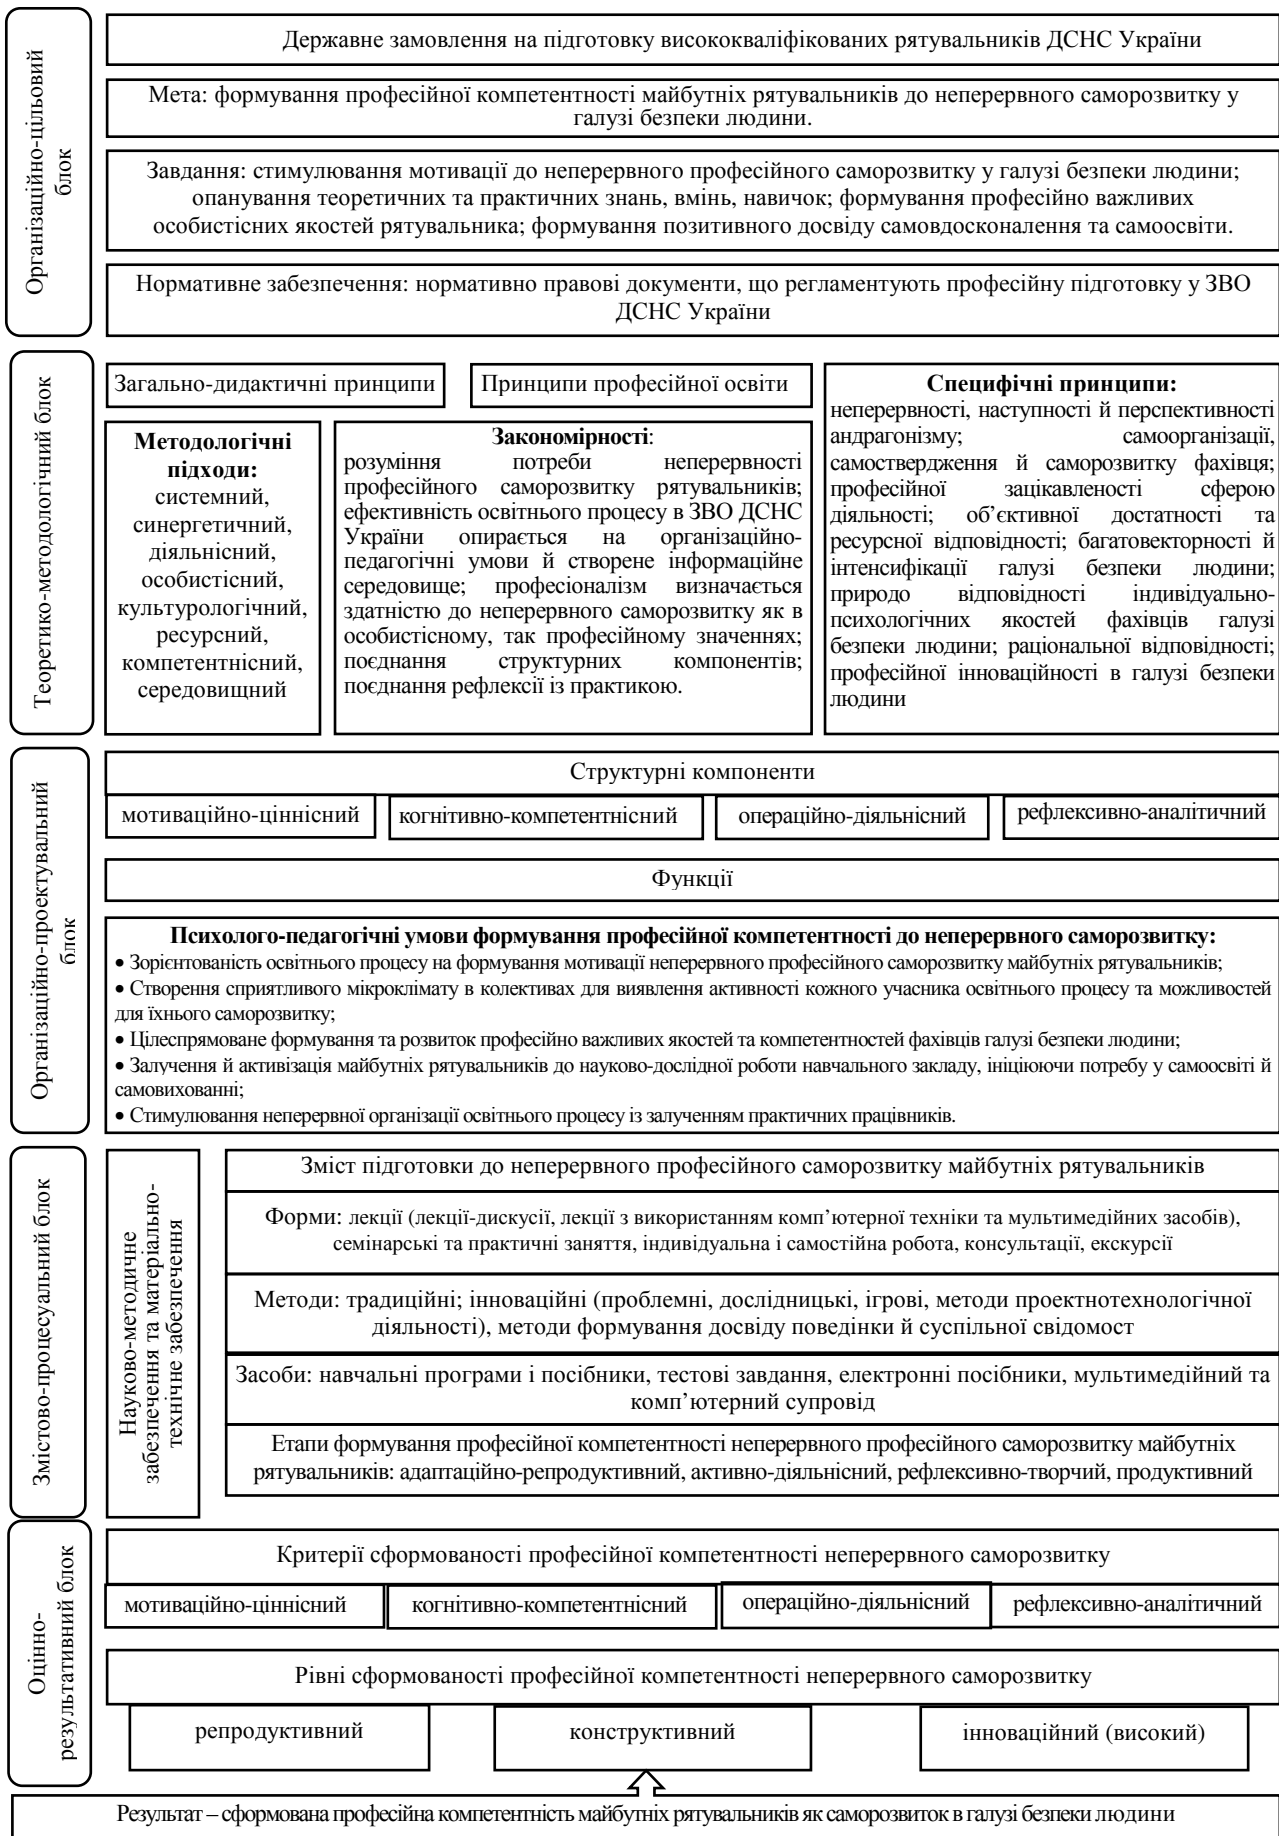 Організаційно-цільовий
блок
Державне замовлення на підготовку висококваліфікованих рятувальників ДСНС України
Мета: формування професійної компетентності майбутніх рятувальників до неперервного саморозвитку у
галузі безпеки людини.
Завдання: стимулювання мотивації до неперервного професійного саморозвитку у галузі безпеки людини;
опанування теоретичних та практичних знань, вмінь, навичок; формування професійно важливих
особистісних якостей рятувальника; формування позитивного досвіду самовдосконалення та самоосвіти.
Нормативне забезпечення: нормативно правові документи, що регламентують професійну підготовку у ЗВО
ДСНС України
Теоретико-методологічний блок
Загально-дидактичні принципи
Принципи професійної освіти
Методологічні
підходи:
системний,
синергетичний,
діяльнісний,
особистісний,
культурологічний,
ресурсний,
компетентнісний,
середовищний
Закономірності:
розуміння потреби неперервності
професійного саморозвитку рятувальників;
ефективність освітнього процесу в ЗВО ДСНС
України опирається на організаційно-
педагогічні умови й створене інформаційне
середовище; професіоналізм визначається
здатністю до неперервного саморозвитку як в
особистісному, так професійному значеннях;
поєднання структурних компонентів;
поєднання рефлексії із практикою.
Специфічні принципи:
неперервності, наступності й перспективності
андрагонізму; самоорганізації,
самоствердження й саморозвитку фахівця;
професійної зацікавленості сферою
діяльності; об’єктивної достатності та
ресурсної відповідності; багатовекторності й
інтенсифікації галузі безпеки людини;
природо відповідності індивідуально-
психологічних якостей фахівців галузі
безпеки людини; раціональної відповідності;
професійної інноваційності в галузі безпеки
людини
Організаційно-проектувальний
блок
Структурні компоненти
мотиваційно-ціннісний
когнітивно-компетентнісний
операційно-діяльнісний
рефлексивно-аналітичний
Функції
Психолого-педагогічні умови формування професійної компетентності до неперервного саморозвитку:
• Зорієнтованість освітнього процесу на формування мотивації неперервного професійного саморозвитку майбутніх рятувальників;
• Створення сприятливого мікроклімату в колективах для виявлення активності кожного учасника освітнього процесу та можливостей
для їхнього саморозвитку;
• Цілеспрямоване формування та розвиток професійно важливих якостей та компетентностей фахівців галузі безпеки людини;
• Залучення й активізація майбутніх рятувальників до науково-дослідної роботи навчального закладу, ініціюючи потребу у самоосвіті й
самовихованні;
• Стимулювання неперервної організації освітнього процесу із залученням практичних працівників.
Змістово-процесуальний блок
Науково-методичне
забезпечення та матеріально-
технічне забезпечення
Зміст підготовки до неперервного професійного саморозвитку майбутніх рятувальників
Форми: лекції (лекції-дискусії, лекції з використанням комп’ютерної техніки та мультимедійних засобів),
семінарські та практичні заняття, індивідуальна і самостійна робота, консультації, екскурсії
Методи: традиційні; інноваційні (проблемні, дослідницькі, ігрові, методи проектнотехнологічної
діяльності), методи формування досвіду поведінки й суспільної свідомост
Засоби: навчальні програми і посібники, тестові завдання, електронні посібники, мультимедійний та
комп’ютерний супровід
Етапи формування професійної компетентності неперервного професійного саморозвитку майбутніх
рятувальників: адаптаційно-репродуктивний, активно-діяльнісний, рефлексивно-творчий, продуктивний
Оцінно-
результативний блок
Критерії сформованості професійної компетентності неперервного саморозвитку
мотиваційно-ціннісний
когнітивно-компетентнісний
операційно-діяльнісний
рефлексивно-аналітичний
Рівні сформованості професійної компетентності неперервного саморозвитку
репродуктивний
конструктивний
інноваційний (високий)
Результат – сформована професійна компетентність майбутніх рятувальників як саморозвиток в галузі безпеки людини